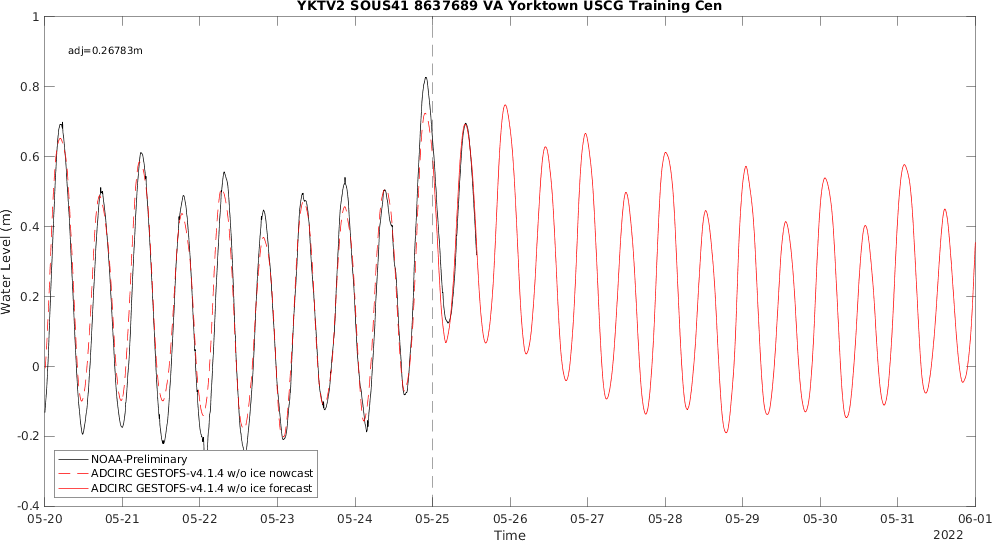 YKTV2 SOUS41 8637689 VA Yorktown USCG Training Cen
adj=0.26783m
Water Level (m)
1
0.8
0.6
0.4
0.2
0
-0.2
-0.4
NOAA-Preliminary
ADCIRC GESTOFS-v4.1.4 w/o ice nowcast
ADCIRC GESTOFS-v4.1.4 w/o ice forecast
05-20 05-21 05-22 05-23 05-24 05-25 05-26 05-27 05-28 05-29 05-30 05-31 06-01
Time
2022